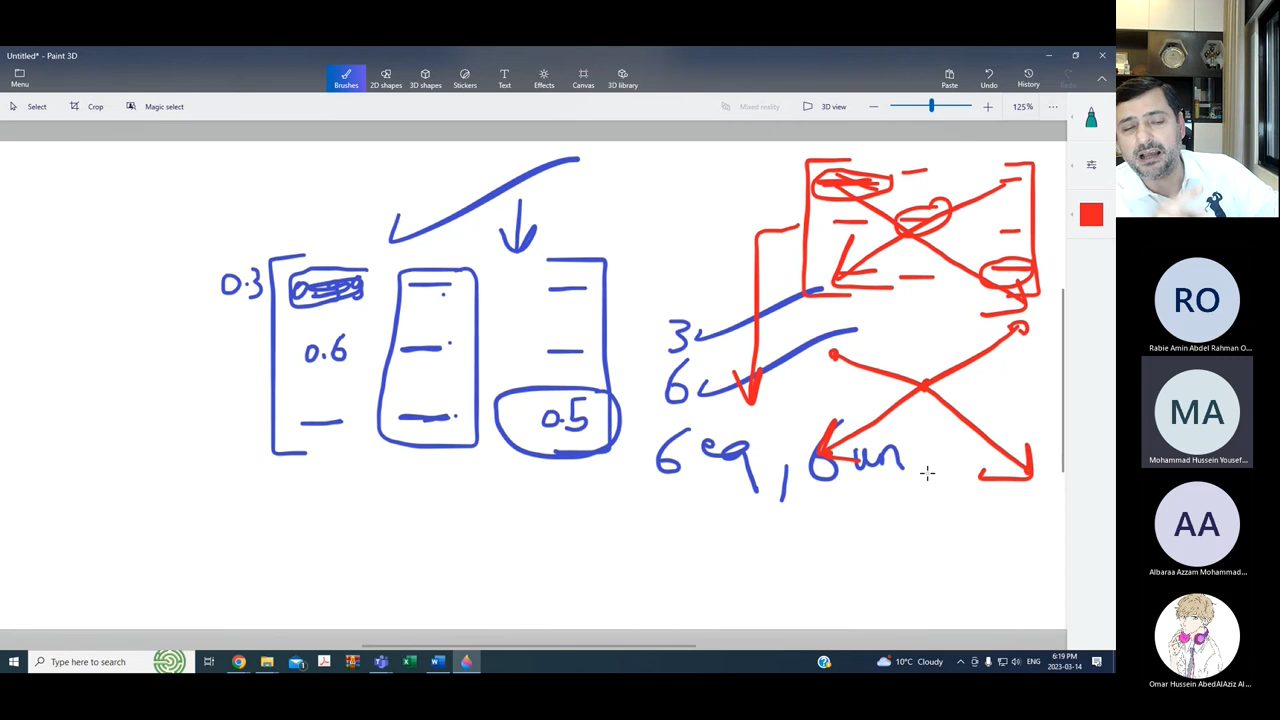 Untitled* - Paint 3D
Menu
Brushes
2D shapes
3D shapes
Stickers
Text
Effects
Canvas
3D library
Paste
Undo
History
Redo
Select
Crop
Magic select
Mixed reality
3D view
125%
0.3
0.6
0.5
3
6
6 eq, 6 un
RO
Rabie Amin Abdel Rahman O...
MA
Mohammad Hussein Yousef...
AA
Albaraa Azzam Mohammad...
Omar Hussein AbedAlAziz Al...
Type here to search
10°C Cloudy
ENG
6:19 PM
2023-03-14